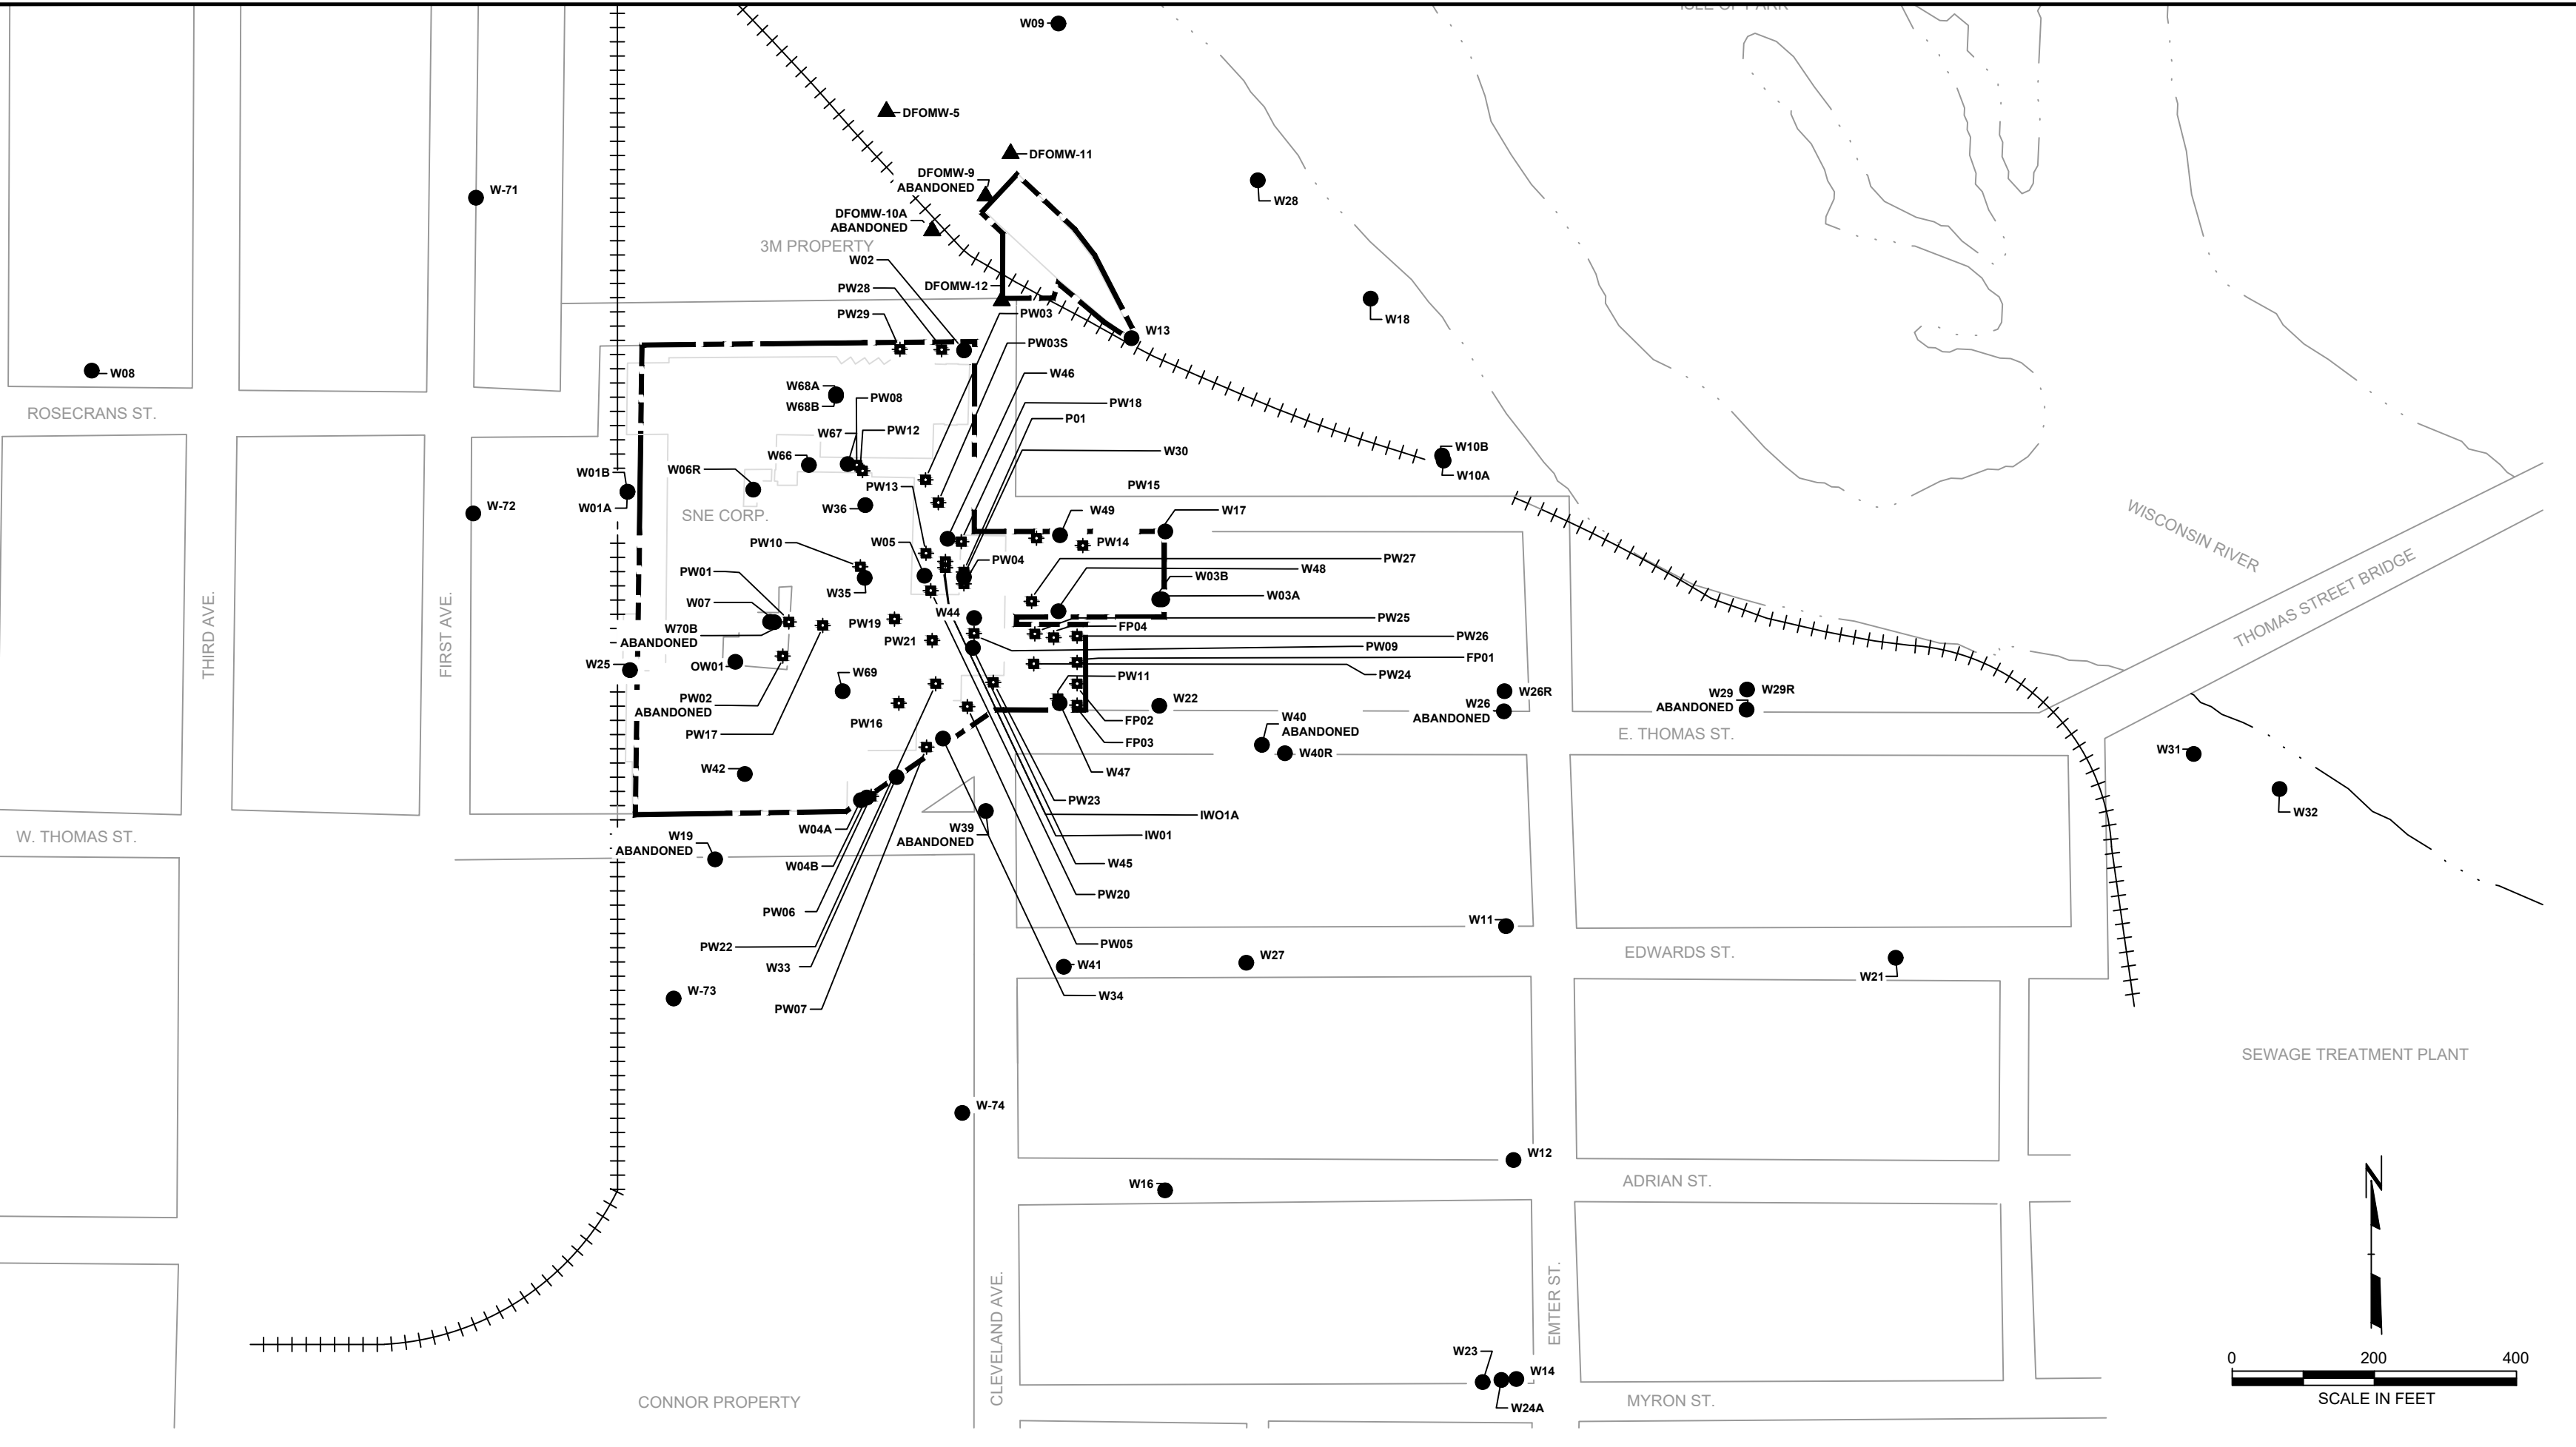 ISLE OF PARK
W09
DFOMW-5
DFOMW-11
DFOMW-9
ABANDONED
W-71
W28
DFOMW-10A
ABANDONED
3M PROPERTY
W02
DFOMW-12
PW28
PW29
PW03
W18
W13
PW03S
W08
W46
W68A
PW08
W68B
PW18
ROSECRANS ST.
P01
W67
PW12
W10B
W66
W30
W01B
W06R
W10A
PW13
PW15
W-72
W01A
W36
SNE CORP.
W49
W17
WISCONSIN RIVER
PW10
W05
PW14
PW04
PW27
THOMAS STREET BRIDGE
PW01
W48
W03B
W35
W03A
W07
W44
THIRD AVE.
FIRST AVE.
W70B
ABANDONED
PW19
PW25
FP04
PW21
PW26
PW09
W25
OW01
FP01
W69
PW11
PW24
PW02
ABANDONED
W22
W26R
W26
ABANDONED
W29
ABANDONED
W29R
PW16
FP02
W40
ABANDONED
PW17
FP03
E. THOMAS ST.
W40R
W31
W42
W47
PW23
W32
W04A
IWO1A
W. THOMAS ST.
W19
ABANDONED
W39
ABANDONED
IW01
W04B
W45
PW20
PW06
W11
PW22
PW05
EDWARDS ST.
W33
W41
W27
W21
W-73
W34
PW07
SEWAGE TREATMENT PLANT
W-74
W12
W16
ADRIAN ST.
N
CLEVELAND AVE.
EMTER ST.
W23
W14
0 200 400
CONNOR PROPERTY
W24A
MYRON ST.
SCALE IN FEET